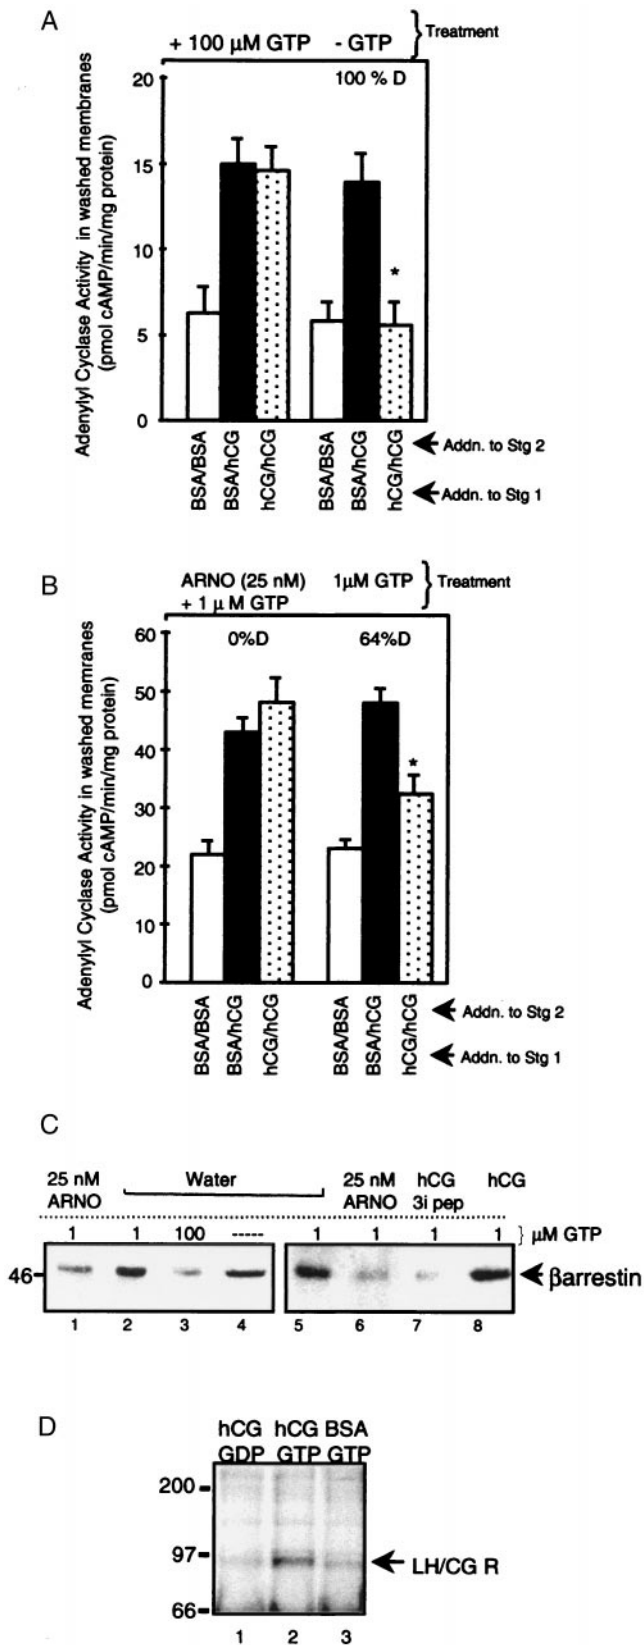 A
+ 100 µM GTP - GTP } Treatment
100 % D
Adenylyl Cyclase Activity in washed membranes
(pmol cAMP/min/mg protein)
20
15
10
5
0
*
BSA/BSA
BSA/hCG
hCG/hCG
BSA/BSA
BSA/hCG
hCG/hCG
Addn. to Stg 2
Addn. to Stg 1
B
ARNO (25 nM)
+ 1 µ M GTP
1µM GTP } Treatment
0%D 64%D
Adenylyl Cyclase Activity in washed memranes
(pmol cAMP/min/mg protein)
60
50
40
30
20
10
0
*
BSA/BSA
BSA/hCG
hCG/hCG
BSA/BSA
BSA/hCG
hCG/hCG
Addn. to Stg 2
Addn. to Stg 1
C
25 nM ARNO
Water
25 nM ARNO
hCG 3i pep
hCG
1 1 100 ----- 1 1 1 1 } µM GTP
46 βarrestin
1 2 3 4 5 6 7 8
D
hCG hCG BSA
GDP GTP GTP
200
97 LH/CG R
66
1 2 3